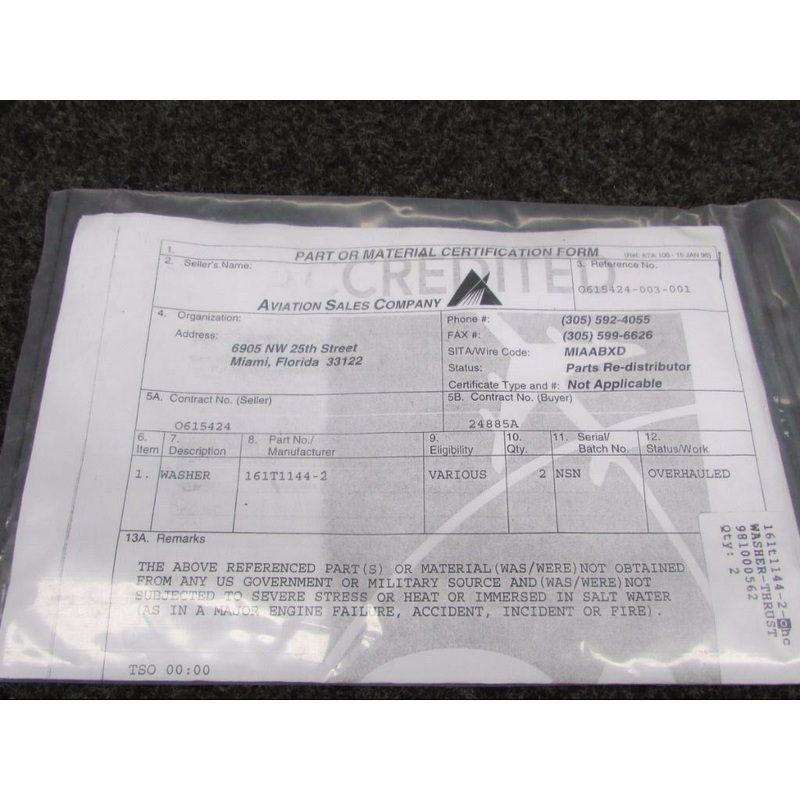 1.
PART OR MATERIAL CERTIFICATION FORM
(Ref. ATA 106 - 15 JAN 96)
2. Seller's Name:
ACCREDITED
AVIATION SALES COMPANY
3. Reference No.
O615424-003-001
4. Organization:
Address:
6905 NW 25th Street
Miami, Florida 33122
Phone #: (305) 592-4055
FAX #: (305) 599-6626
SITA/Wire Code: MIAABXD
Status: Parts Re-distributor
Certificate Type and #: Not Applicable
5A. Contract No. (Seller)
O615424
5B. Contract No. (Buyer)
24885A
6. Item
7. Description
8. Part No./ Manufacturer
9. Eligibility
10. Qty.
11. Serial/ Batch No.
12. Status/Work
1. WASHER 161T1144-2 VARIOUS 2 NSN OVERHAULED
13A. Remarks
THE ABOVE REFERENCED PART(S) OR MATERIAL(WAS/WERE)NOT OBTAINED
FROM ANY US GOVERNMENT OR MILITARY SOURCE AND(WAS/WERE)NOT
SUBJECTED TO SEVERE STRESS OR HEAT OR IMMERSED IN SALT WATER
(AS IN A MAJOR ENGINE FAILURE, ACCIDENT, INCIDENT OR FIRE).
TSO 00:00
161t1144-2-ohc
WASHER-THRUST
981000562
Qty: 2